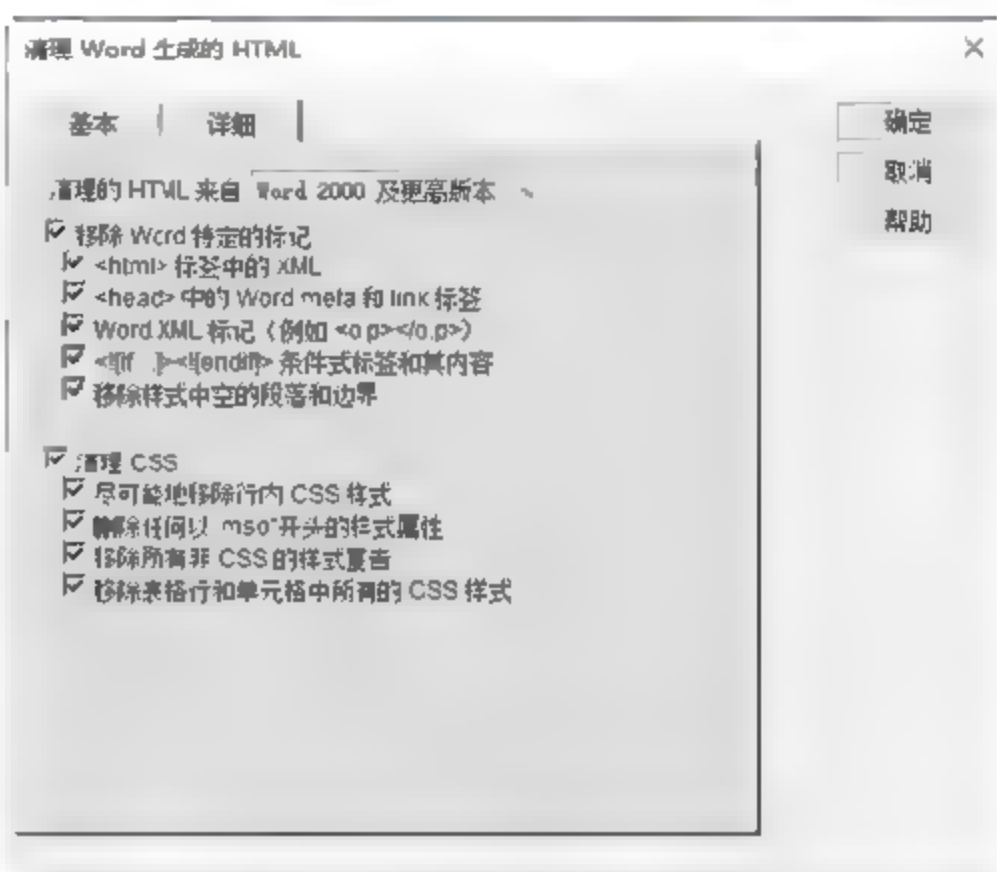 清理 Word 生成的 HTML
基本 详细
确定
取消
帮助
清理的 HTML 来自 Word 2000 及更高版本
移除 Word 特定的标记
<html> 标签中的 XML
<head> 中的 Word meta 和 link 标签
Word XML 标记（例如 <o:p></o:p>）
<![if ...]><![endif]> 条件式标签和其内容
移除样式中空的段落和边界
清理 CSS
尽可能地移除行内 CSS 样式
删除任何以"mso"开头的样式属性
移除所有非 CSS 的样式宣告
移除表格行和单元格中所有的 CSS 样式